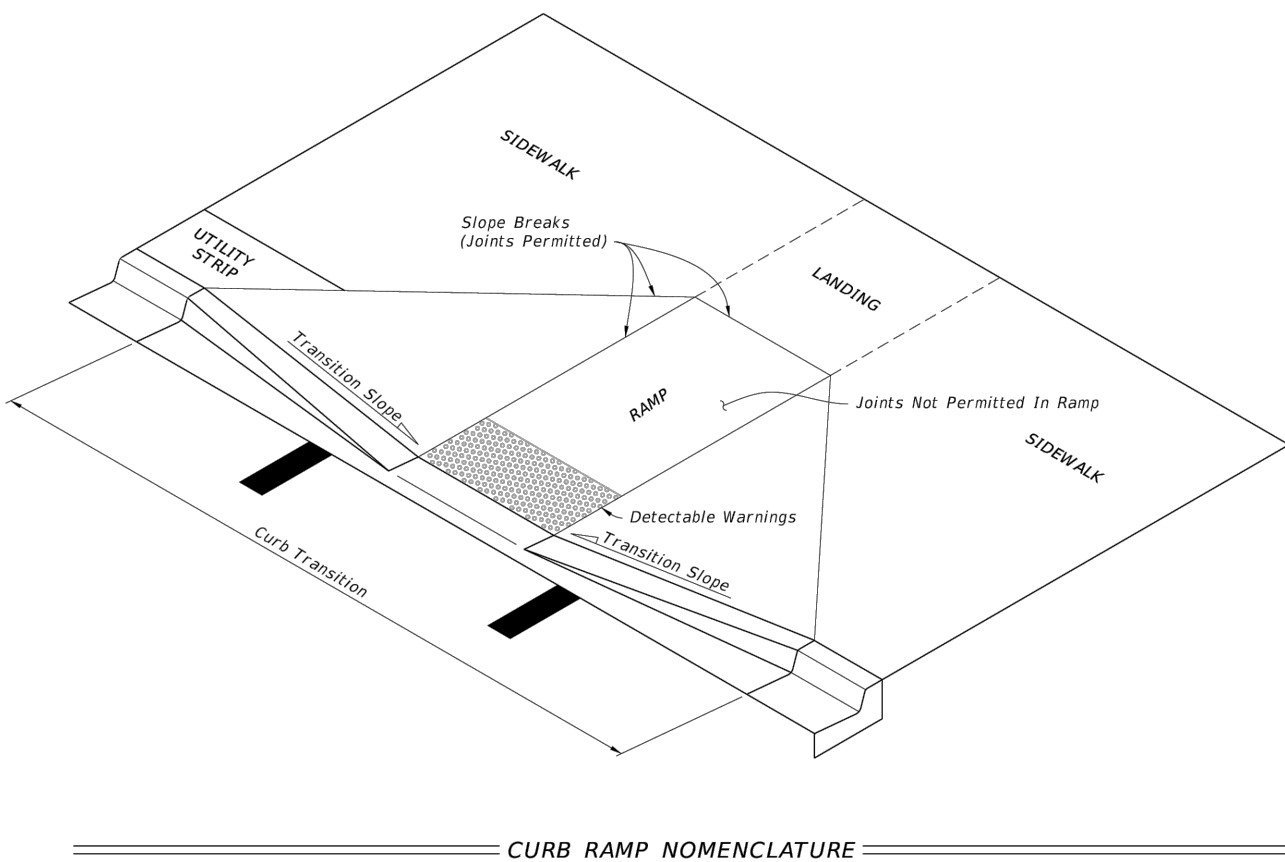 SIDEWALK
Slope Breaks
(Joints Permitted)
UTILITY
STRIP
LANDING
Transition Slope
RAMP
Joints Not Permitted In Ramp
SIDEWALK
Detectable Warnings
Transition Slope
Curb Transition
CURB RAMP NOMENCLATURE